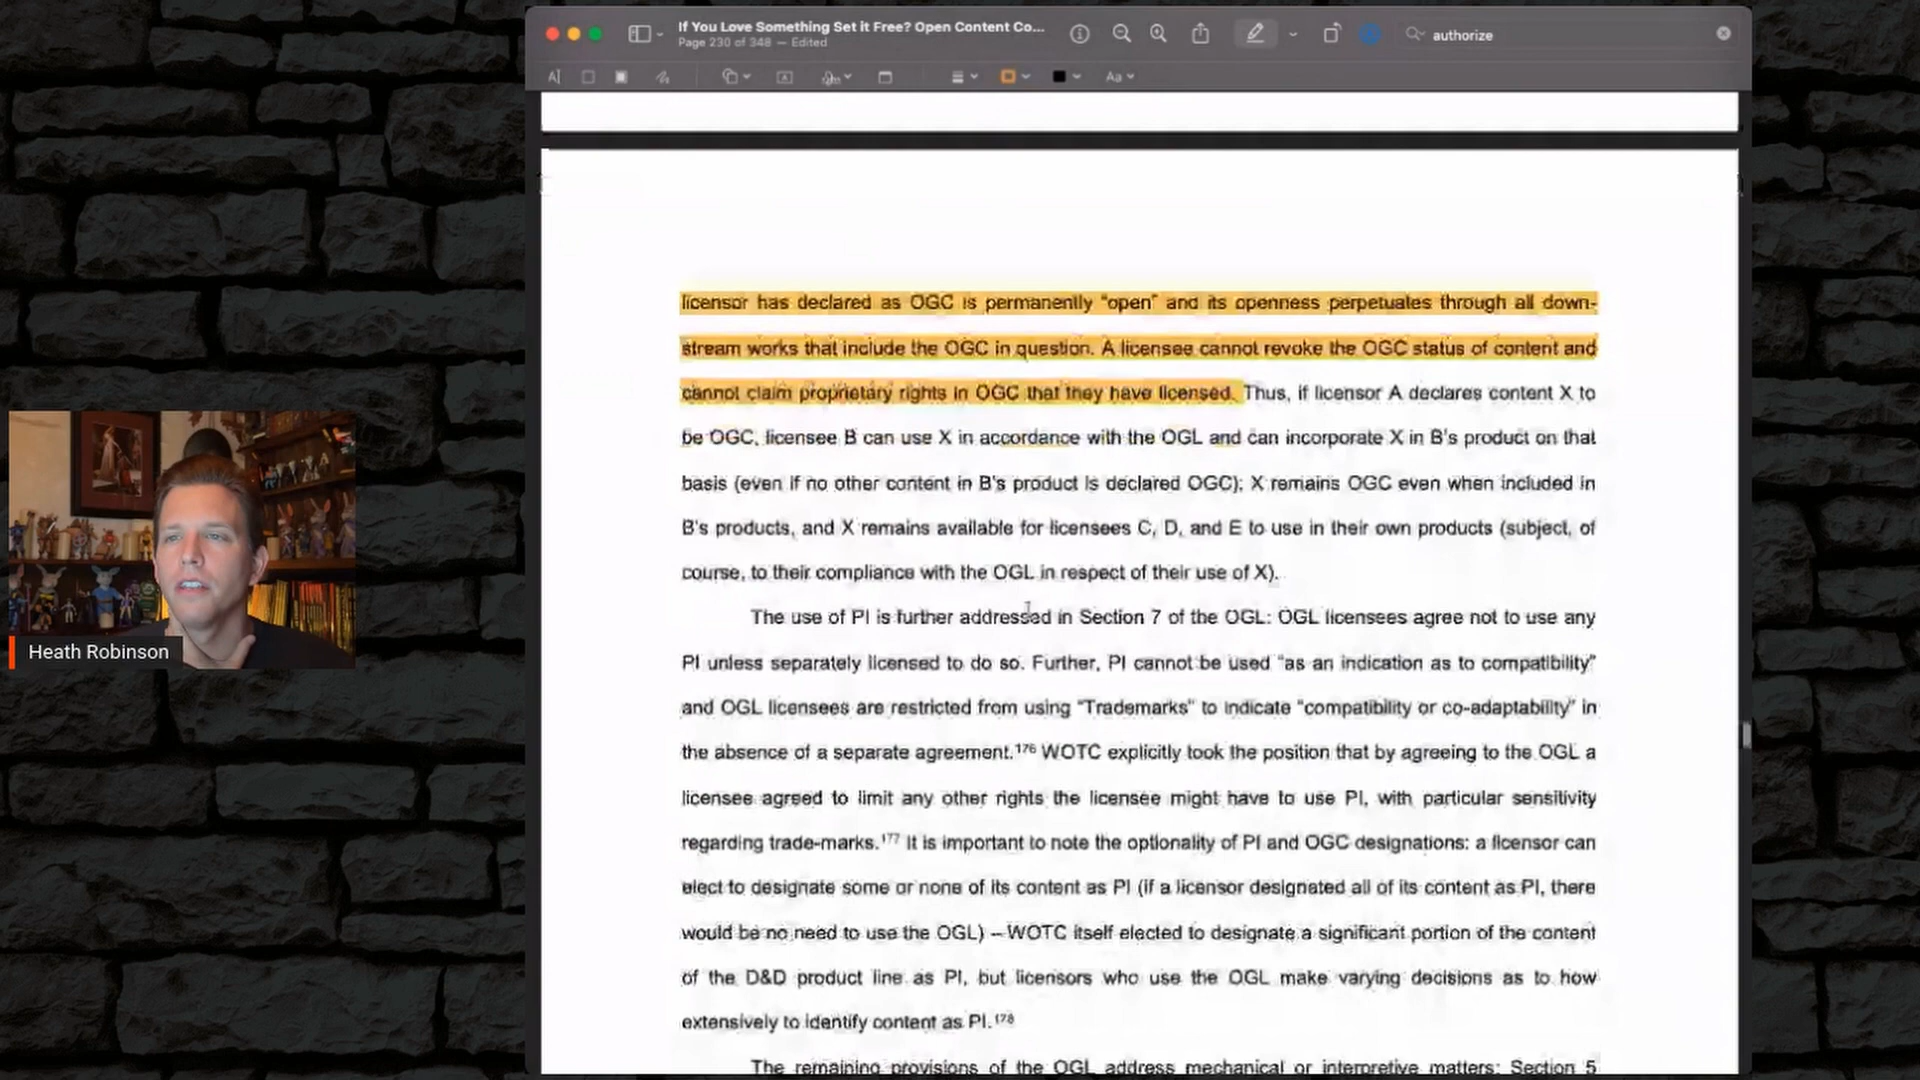 If You Love Something Set it Free? Open Content Co...
Page 230 of 348 — Edited
authorize
Aa
licensor has declared as OGC is permanently "open" and its openness perpetuates through all down-
stream works that include the OGC in question. A licensee cannot revoke the OGC status of content and
cannot claim proprietary rights in OGC that they have licensed. Thus, if licensor A declares content X to
be OGC, licensee B can use X in accordance with the OGL and can incorporate X in B's product on that
basis (even if no other content in B's product is declared OGC); X remains OGC even when included in
B's products, and X remains available for licensees C, D, and E to use in their own products (subject, of
course, to their compliance with the OGL in respect of their use of X).
The use of PI is further addressed in Section 7 of the OGL: OGL licensees agree not to use any
PI unless separately licensed to do so. Further, PI cannot be used "as an indication as to compatibility"
and OGL licensees are restricted from using "Trademarks" to indicate "compatibility or co-adaptability" in
the absence of a separate agreement.176 WOTC explicitly took the position that by agreeing to the OGL a
licensee agreed to limit any other rights the licensee might have to use PI, with particular sensitivity
regarding trade-marks.177 It is important to note the optionality of PI and OGC designations: a licensor can
elect to designate some or none of its content as PI (if a licensor designated all of its content as PI, there
would be no need to use the OGL) – WOTC itself elected to designate a significant portion of the content
of the D&D product line as PI, but licensors who use the OGL make varying decisions as to how
extensively to identify content as PI.178
The remaining provisions of the OGL address mechanical or interpretive matters: Section 5
Heath Robinson